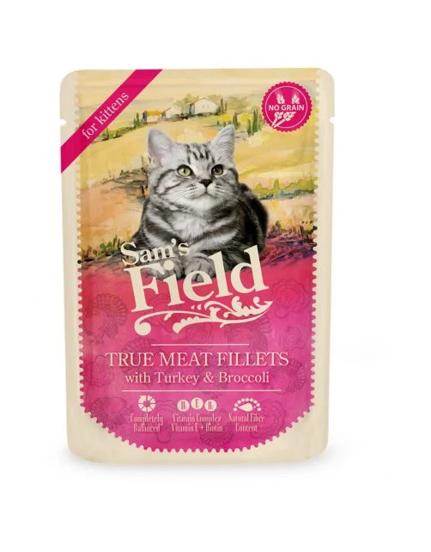 for kittens
NO GRAIN
Sam's
Field
TRUE MEAT FILLETS
with Turkey & Broccoli
Completely
Balanced
Vitamin Complex
Vitamin E + Biotin
Natural Fiber
Content